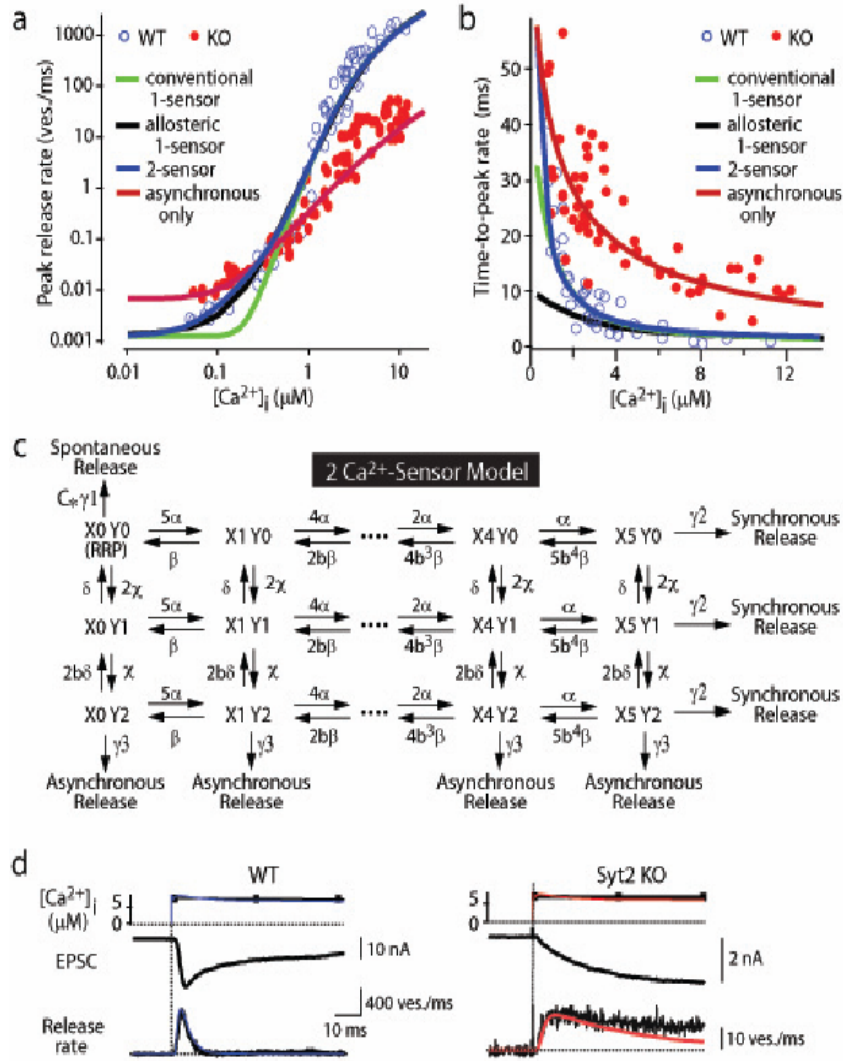 a
WT KO
conventional
1-sensor
allosteric
1-sensor
2-sensor
asynchronous
only
Peak release rate (ves./ms)
1000
100
10
1
0.1
0.01
0.001
0.01 0.1 1 10
[Ca2+]i (μM)
b
WT KO
conventional
1-sensor
allosteric
1-sensor
2-sensor
asynchronous
only
Time-to-peak rate (ms)
50
40
30
20
10
0
4 8 12
[Ca2+]i (μM)
c
2 Ca2+-Sensor Model
Spontaneous
Release
C*γ1
X0 Y0 5α β X1 Y0 4α 2bβ .... 2α 4b3β X4 Y0 α 5b4β X5 Y0 γ2 Synchronous
(RRP) Release
δ 2χ δ 2χ δ 2χ δ 2χ
X0 Y1 5α β X1 Y1 4α 2bβ .... 2α 4b3β X4 Y1 α 5b4β X5 Y1 γ2 Synchronous
Release
2bδ χ 2bδ χ 2bδ χ 2bδ χ
X0 Y2 5α β X1 Y2 4α 2bβ .... 2α 4b3β X4 Y2 α 5b4β X5 Y2 γ2 Synchronous
Release
γ3 γ3 γ3 γ3
Asynchronous Asynchronous Asynchronous Asynchronous
Release Release Release Release
d
WT Syt2 KO
[Ca2+]i
(μM)
5
0
5
0
EPSC
10 nA
2 nA
400 ves./ms
10 ms
Release
rate
10 ves./ms